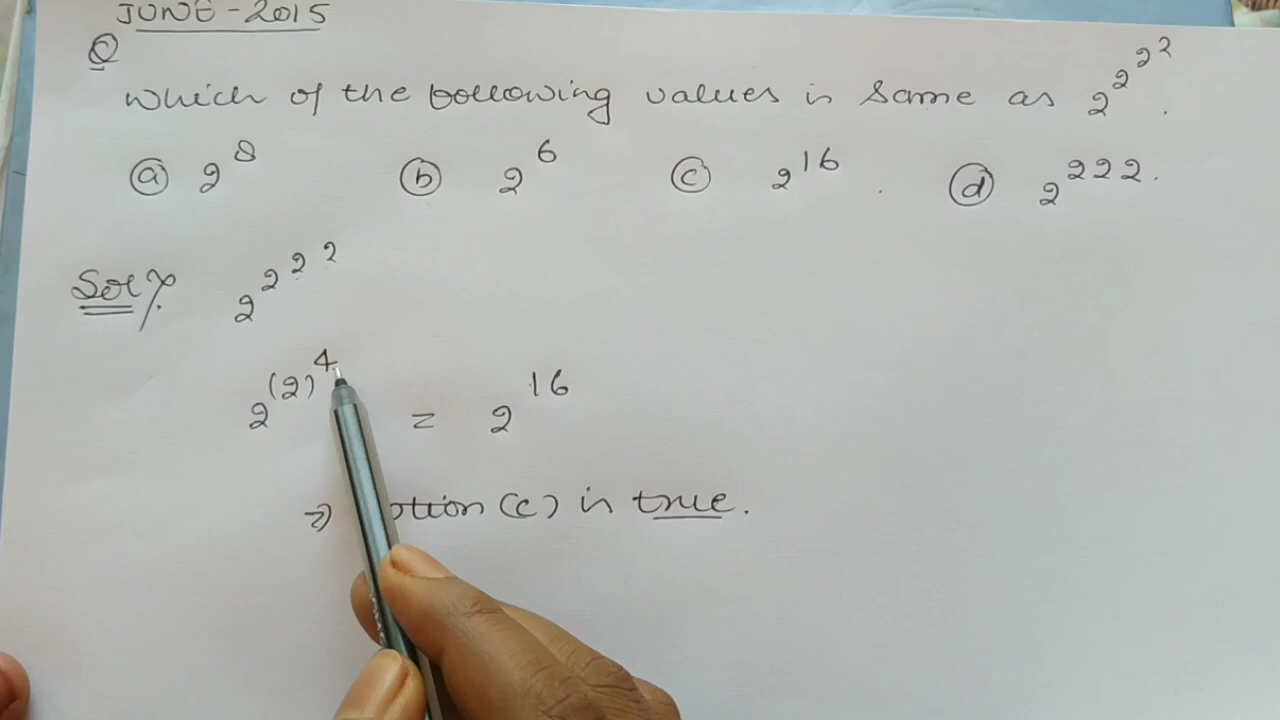 JUNE-2015
Q
which of the following values is same as 2^2^2^2.
(a) 2^8 (b) 2^6 (c) 2^16. (d) 2^222.
Sol%. 2^2^2^2
2^(2)^4 = 2^16
⇒ ption (c) is true.